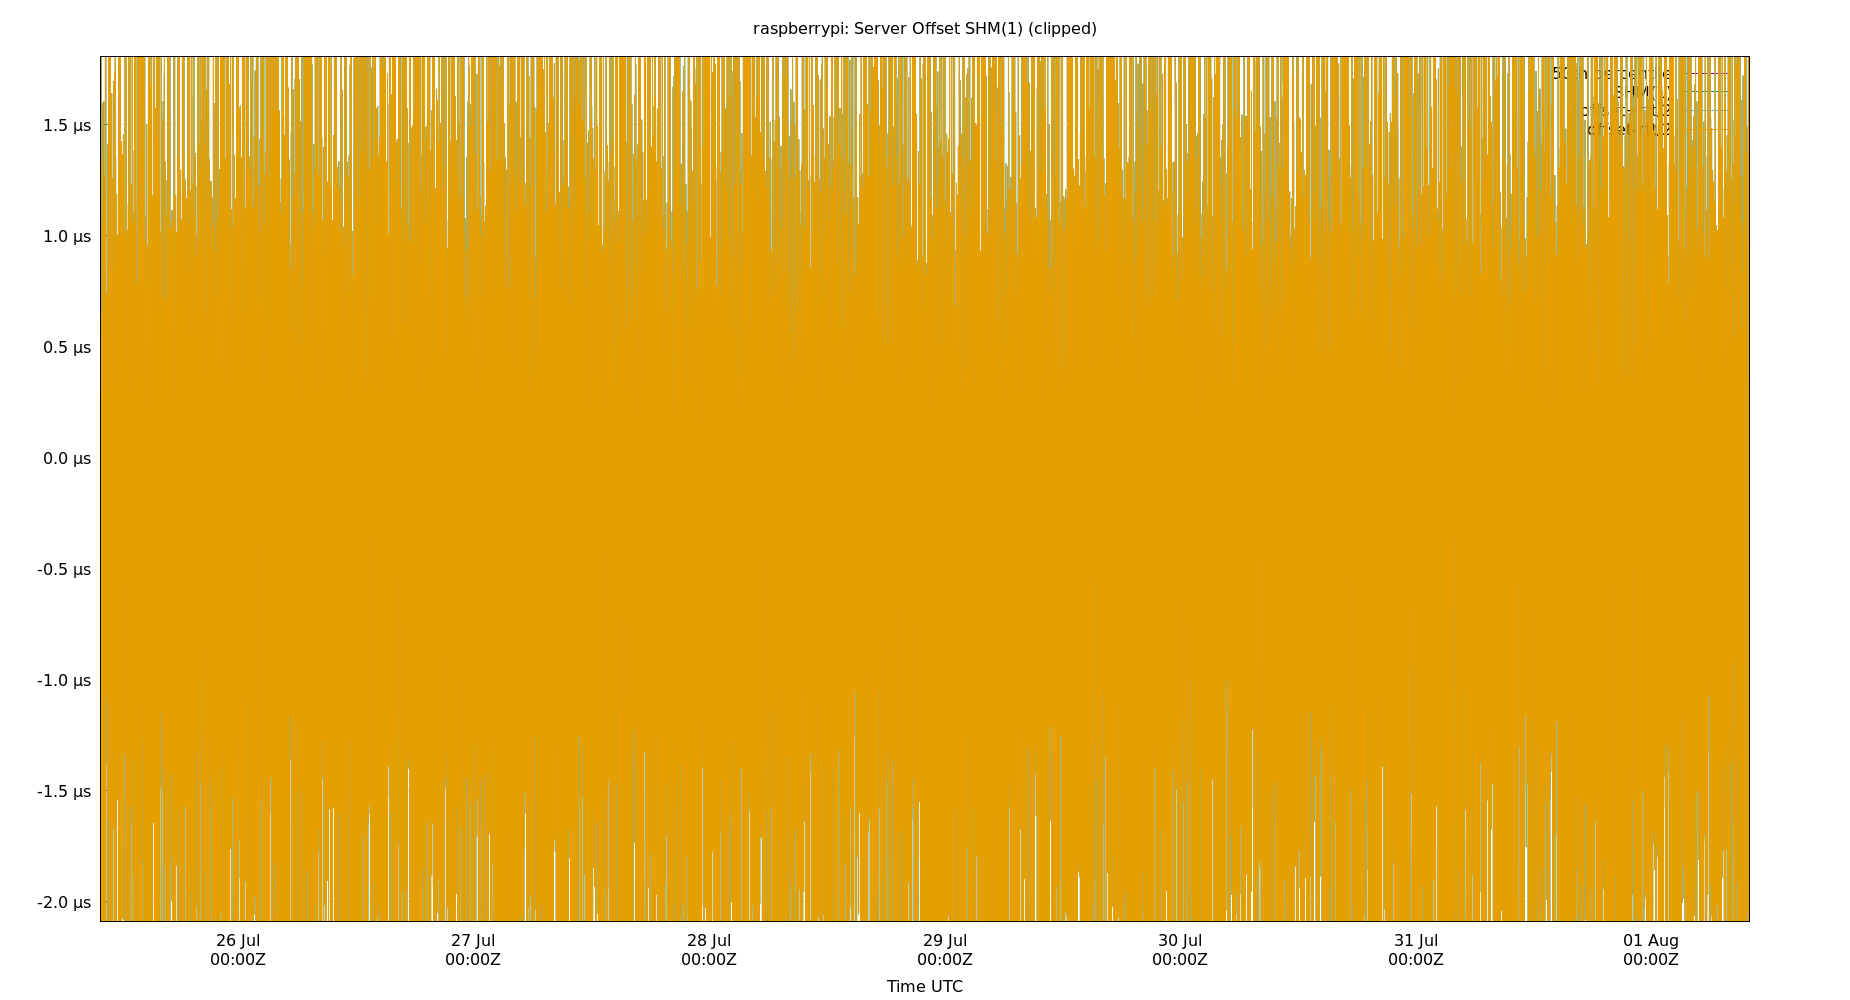 raspberrypi: Server Offset SHM(1) (clipped)
1.5 µs
1.0 µs
0.5 µs
0.0 µs
-0.5 µs
-1.0 µs
-1.5 µs
-2.0 µs
26 Jul
00:00Z
27 Jul
00:00Z
28 Jul
00:00Z
29 Jul
00:00Z
30 Jul
00:00Z
31 Jul
00:00Z
01 Aug
00:00Z
Time UTC